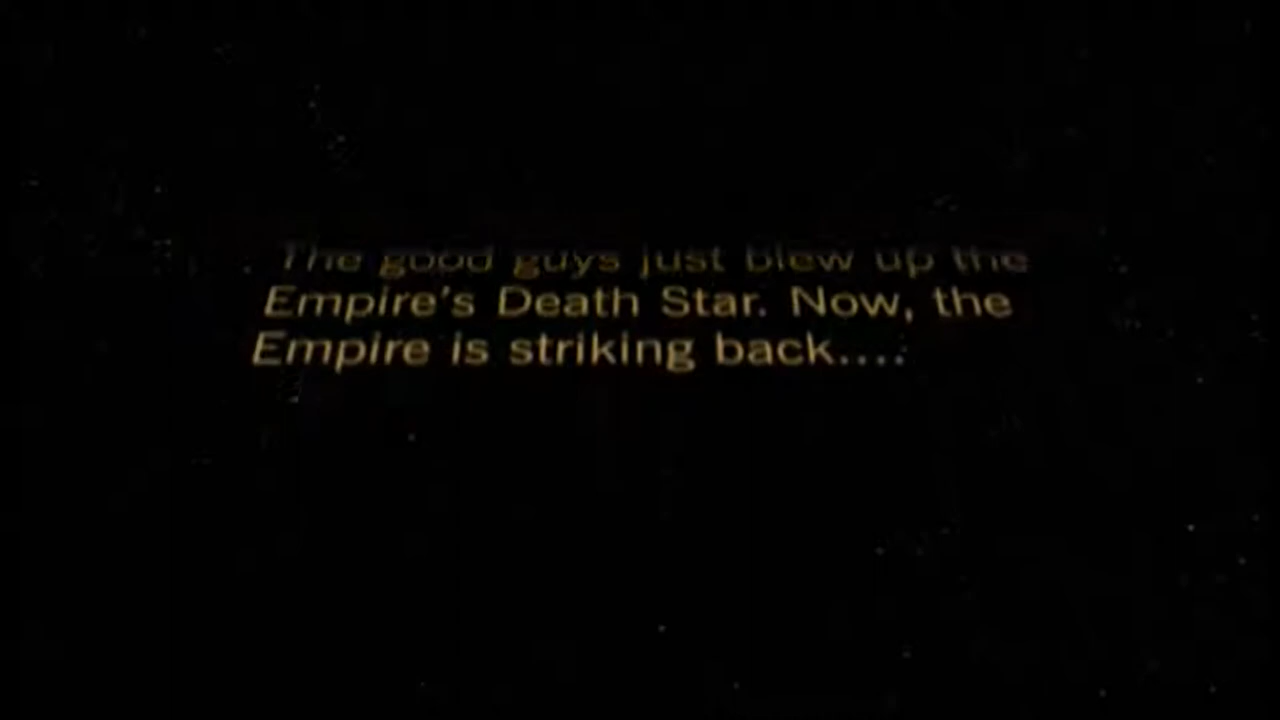 The good guys just blew up the
Empire's Death Star. Now, the
Empire is striking back....